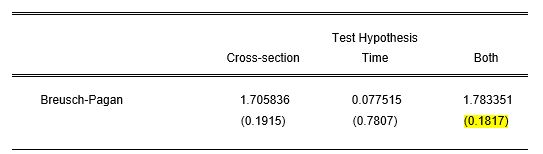 Test Hypothesis
Cross-section Time Both
Breusch-Pagan 1.705836 0.077515 1.783351
(0.1915) (0.7807) (0.1817)